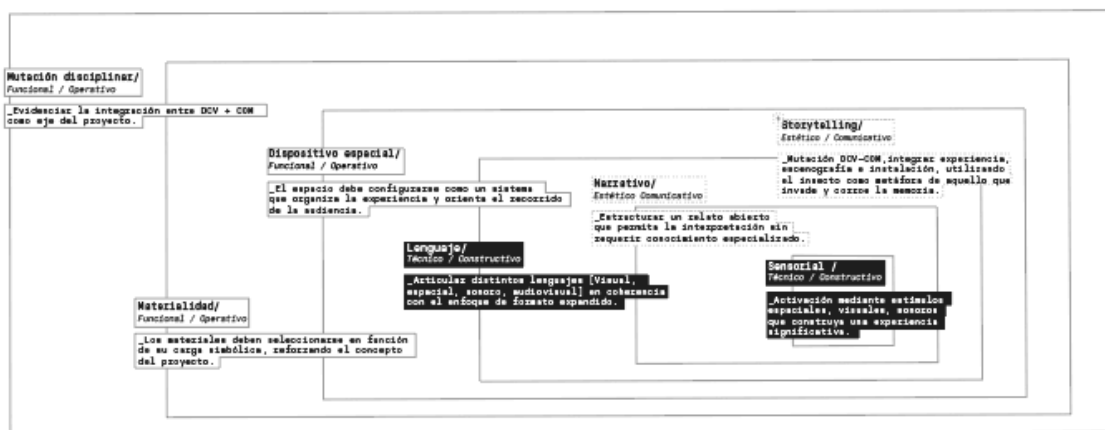 Mutación disciplinar/
Funcional / Operativo
_Evidenciar la integración entre DCV + COM
como eje del proyecto.
Storytelling/
Estético / Comunicativo
_Mutación DCV-COM,integrar experiencia,
escenografía e instalación, utilizando
el insecto como metáfora de aquello que
invade y corroe la memoria.
Dispositivo espacial/
Funcional / Operativo
_El espacio debe configurarse como un sistema
que organiza la experiencia y orienta el recorrido
de la audiencia.
Narrativo/
Estético Comunicativo
_Estructurar un relato abierto
que permita la interpretación sin
requerir conocimiento especializado.
Lenguaje/
Técnico / Constructivo
_Articular distintos lenguajes [Visual,
espacial, sonoro, audiovisual] en coherencia
con el enfoque de formato expandido.
Sensorial /
Técnico / Constructivo
_Activación mediante estímulos
espaciales, visuales, sonoros
que construya una experiencia
significativa.
Materialidad/
Funcional / Operativo
_Los materiales deben seleccionarse en función
de su carga simbólica, reforzando el concepto
del proyecto.